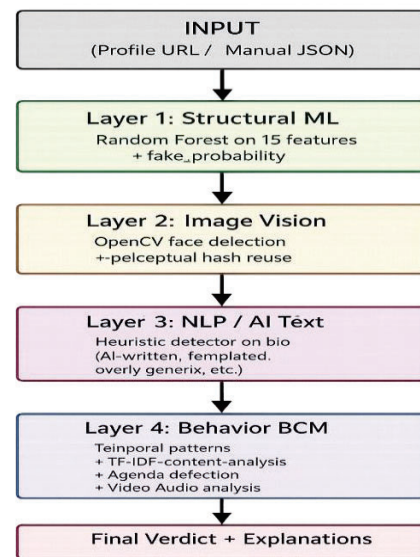 INPUT
(Profile URL / Manual JSON)
Layer 1: Structural ML
Random Forest on 15 features
+ fake_probability
Layer 2: Image Vision
OpenCV face delection
+-pelceptual hash reuse
Layer 3: NLP / AI Text
Heuristic detector on bio
(AI-written, femplated.
overly generix, etc.)
Layer 4: Behavior BCM
Teinporal patterns
+ TF-IDF-content-analysis
+ Agenda defection
+ Video Audio analysis
Final Verdict + Explanations